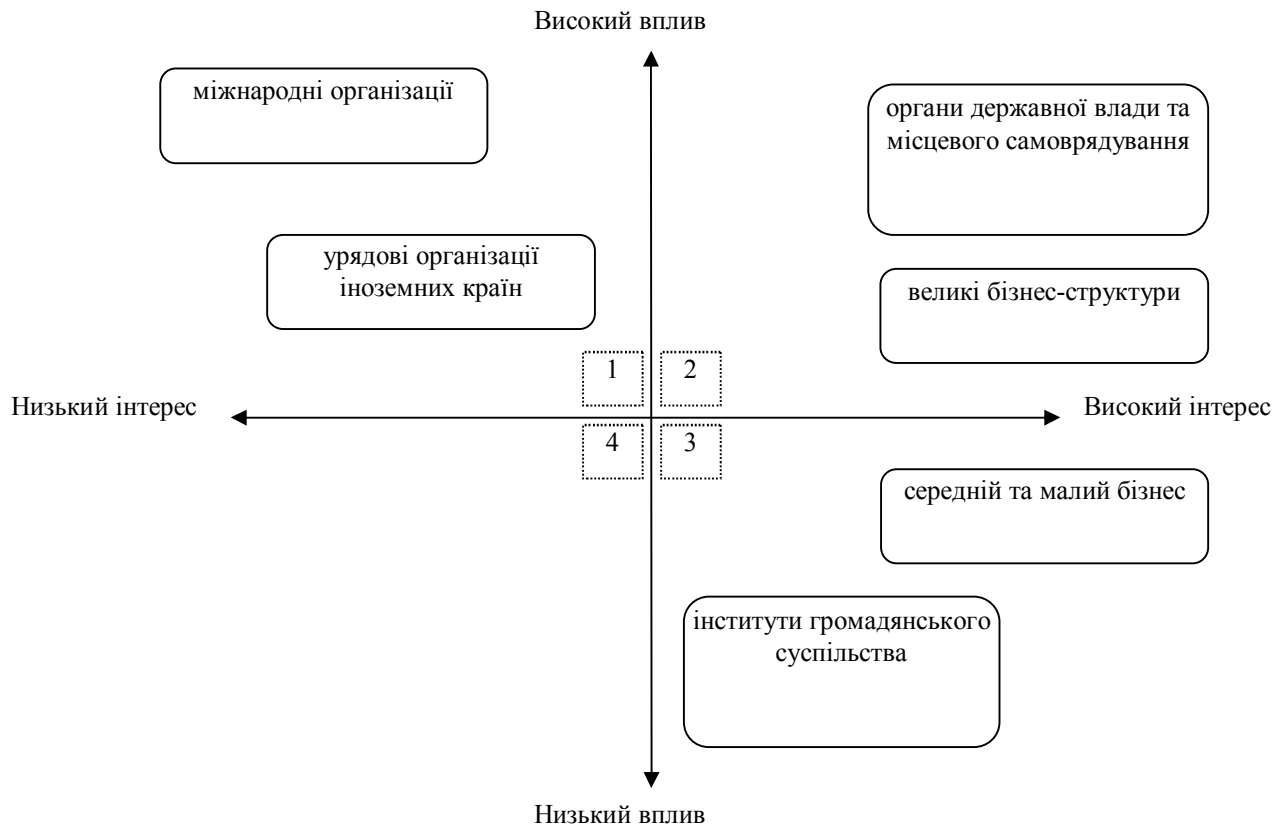 Високий вплив
міжнародні організації
органи державної влади та
місцевого самоврядування
урядові організації
іноземних країн
великі бізнес-структури
1
2
Низький інтерес
Високий інтерес
4
3
середній та малий бізнес
інститути громадянського
суспільства
Низький вплив